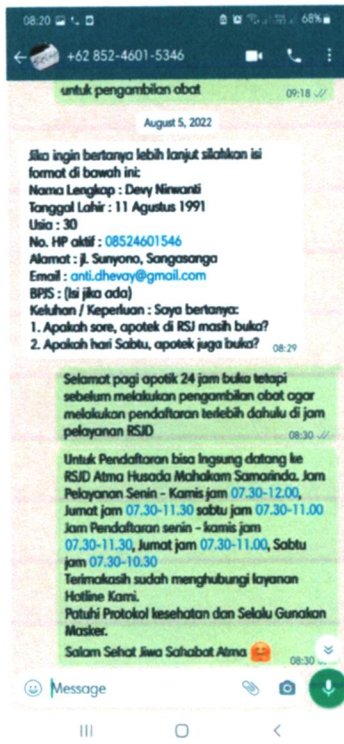 08:20
68%
+62 852-4601-5346
untuk pengambilan obat
09:18
August 5, 2022
Jika ingin bertanya lebih lanjut silahkan isi
format di bawah ini:
Nama Lengkap : Devy Nirwanti
Tanggal Lahir : 11 Agustus 1991
Usia : 30
No. HP aktif : 08524601546
Alamat : jl. Sunyono, Sangasanga
Email : anti.dhevay@gmail.com
BPJS : (Isi jika ada)
Keluhan / Keperluan : Saya bertanya:
1. Apakah sore, apotek di RSJ masih buka?
2. Apakah hari Sabtu, apotek juga buka?
08:29
Selamat pagi apotik 24 jam buka tetapi
sebelum melakukan pengambilan obat agar
melakukan pendaftaran terlebih dahulu di jam
pelayanan RSJD
08:30
Untuk Pendaftaran bisa lngsung datang ke
RSJD Atma Husada Mahakam Samarinda. Jam
Pelayanan Senin - Kamis jam 07.30-12.00,
Jumat jam 07.30-11.30 sabtu jam 07.30-11.00
Jam Pendaftaran senin - kamis jam
07.30-11.30, Jumat jam 07.30-11.00, Sabtu
jam 07.30-10.30
Terimakasih sudah menghubungi layanan
Hotline Kami.
Patuhi Protokol kesehatan dan Selalu Gunakan
Masker.
Salam Sehat Jiwa Sahabat Atma
08:30
Message